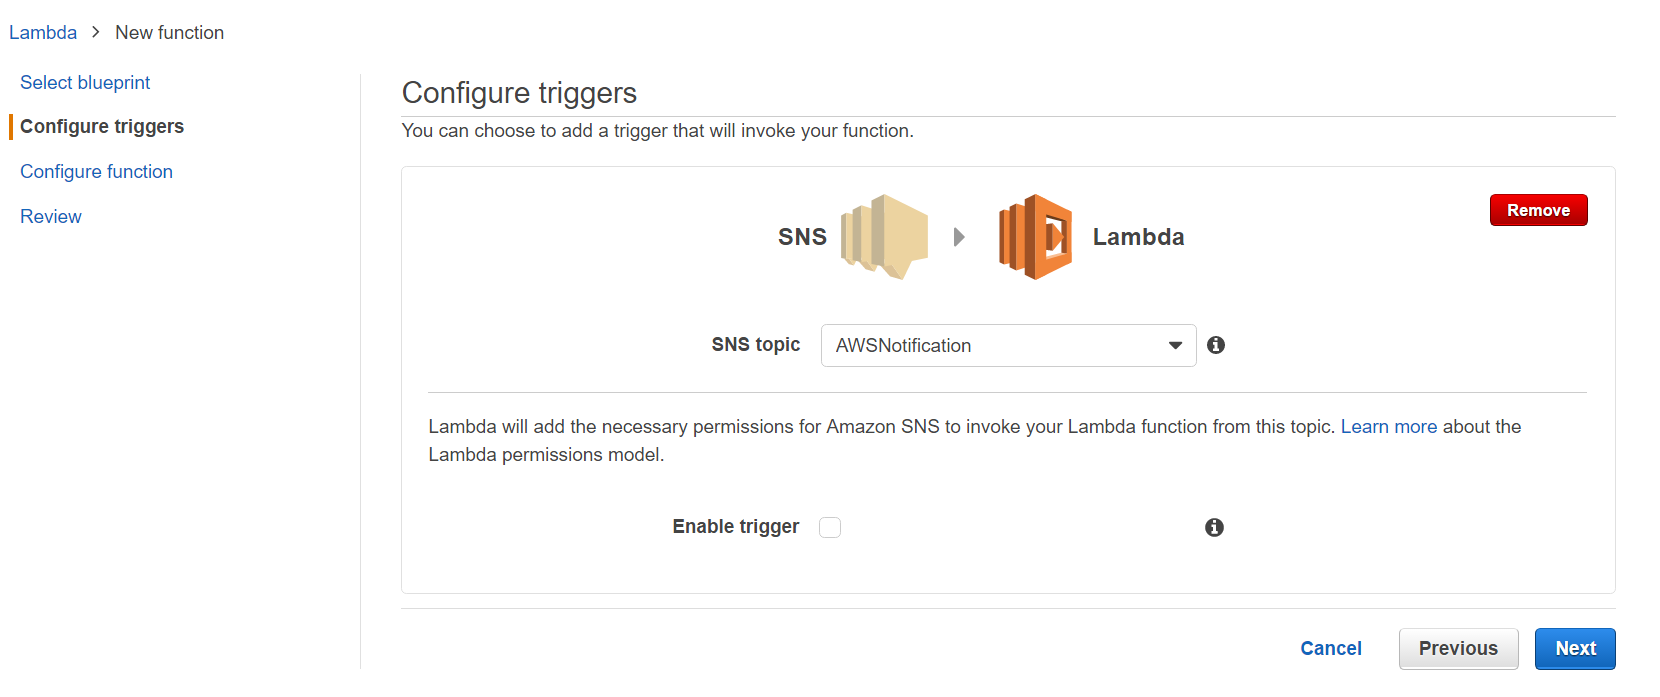 Lambda > New function
Select blueprint
Configure triggers
Configure function
Review
Configure triggers
You can choose to add a trigger that will invoke your function.
Remove
SNS
Lambda
SNS topic
AWSNotification
Lambda will add the necessary permissions for Amazon SNS to invoke your Lambda function from this topic. Learn more about the
Lambda permissions model.
Enable trigger
Cancel
Previous
Next